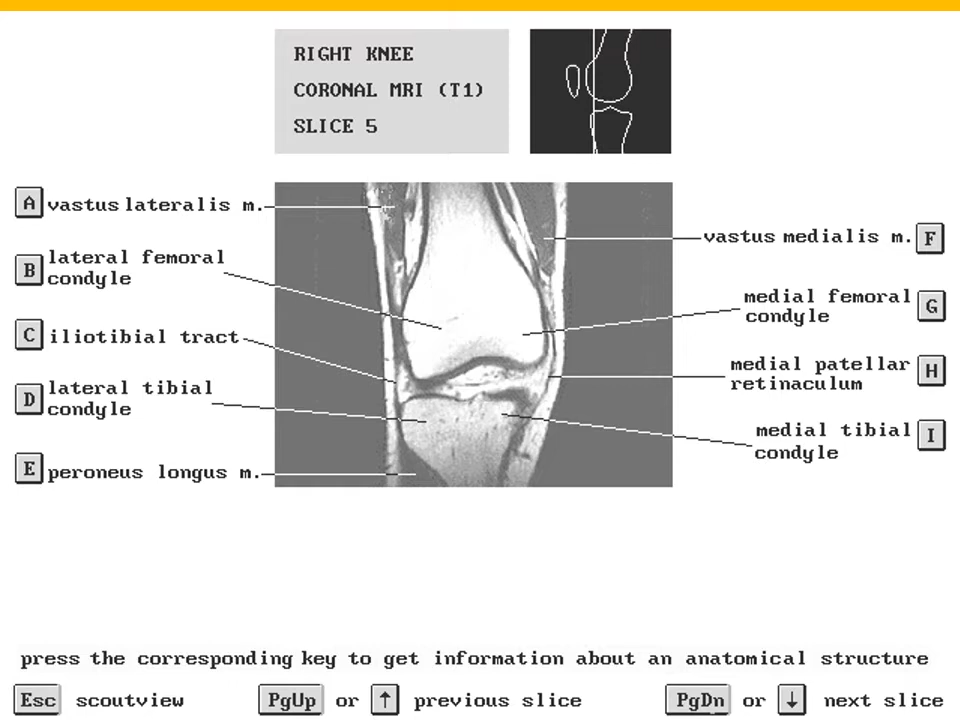 RIGHT KNEE
CORONAL MRI (T1)
SLICE 5
A vastus lateralis m.
B lateral femoral
condyle
C iliotibial tract
D lateral tibial
condyle
E peroneus longus m.
vastus medialis m. F
medial femoral
condyle G
medial patellar
retinaculum H
medial tibial
condyle I
press the corresponding key to get information about an anatomical structure
Esc scoutview PgUp or ↑ previous slice PgDn or ↓ next slice